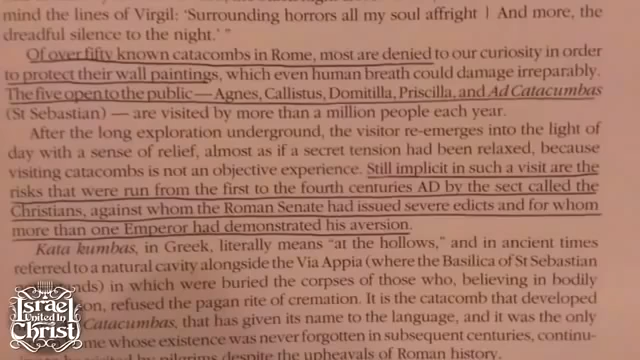 mind the lines of Virgil: 'Surrounding horrors all my soul affright | And more, the
dreadful silence to the night.' "
Of over fifty known catacombs in Rome, most are denied to our curiosity in order
to protect their wall paintings, which even human breath could damage irreparably.
The five open to the public — Agnes, Callistus, Domitilla, Priscilla, and Ad Catacumbas
(St Sebastian) — are visited by more than a million people each year.
After the long exploration underground, the visitor re-emerges into the light of
day with a sense of relief, almost as if a secret tension had been relaxed, because
visiting catacombs is not an objective experience. Still implicit in such a visit are the
risks that were run from the first to the fourth centuries AD by the sect called the
Christians, against whom the Roman Senate had issued severe edicts and for whom
more than one Emperor had demonstrated his aversion.
Kata kumbas, in Greek, literally means "at the hollows," and in ancient times
referred to a natural cavity alongside the Via Appia (where the Basilica of St Sebastian
in which were buried the corpses of those who, believing in bodily
refused the pagan rite of cremation. It is the catacomb that developed
Catacumbas, that has given its name to the language, and it was the only
whose existence was never forgotten in subsequent centuries,
pilgrims despite the upheavals of Roman history.
Israel
United In
Christ